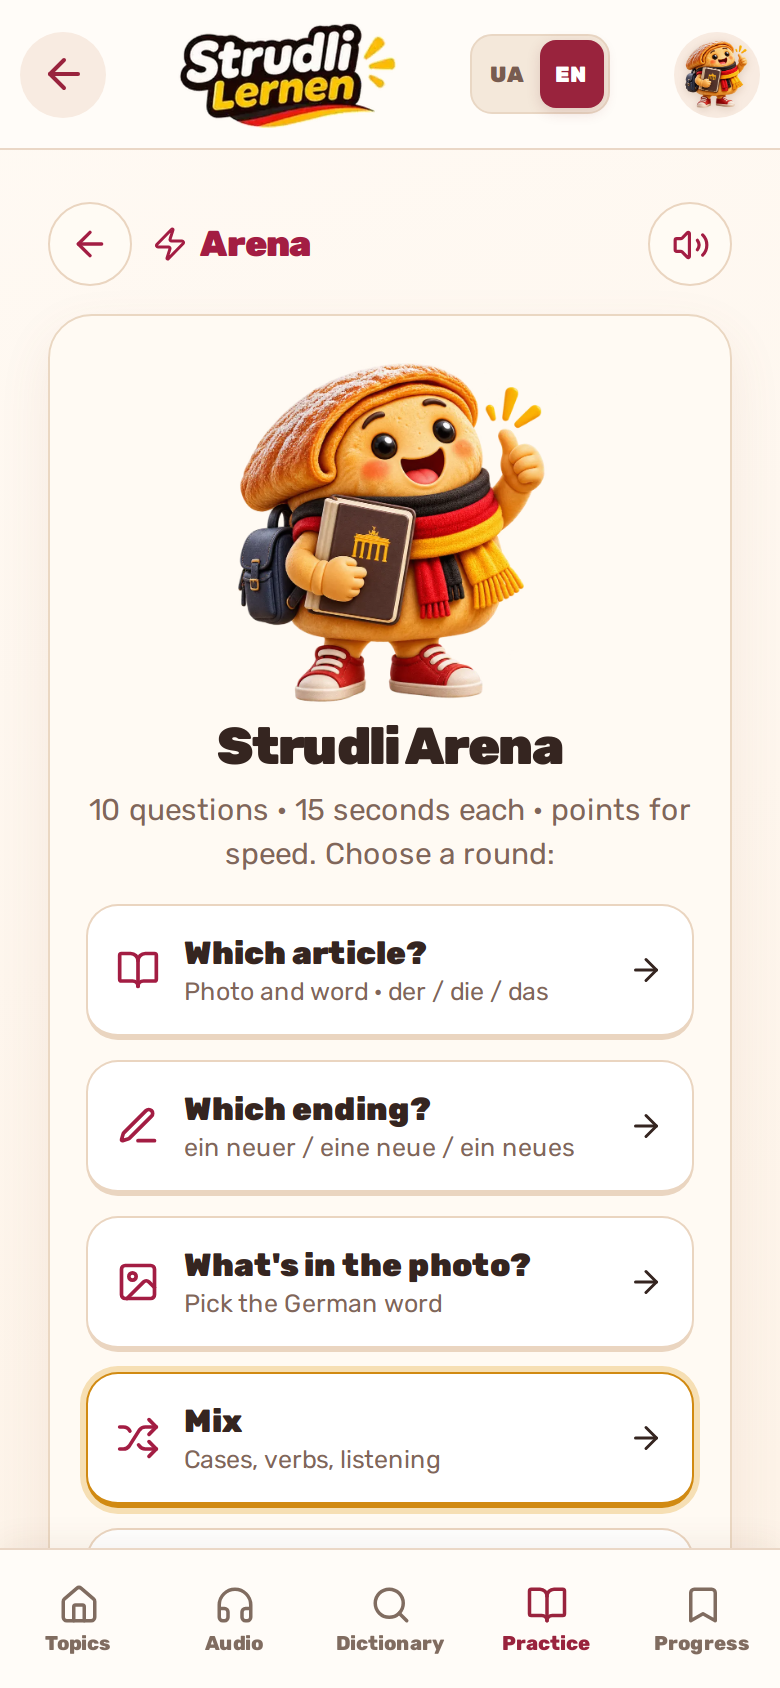 Strudli
Lernen
UA
EN
Arena
Strudli Arena
10 questions • 15 seconds each • points for
speed. Choose a round:
Which article?
Photo and word • der / die / das
Which ending?
ein neuer / eine neue / ein neues
What's in the photo?
Pick the German word
Mix
Cases, verbs, listening
Topics
Audio
Dictionary
Practice
Progress